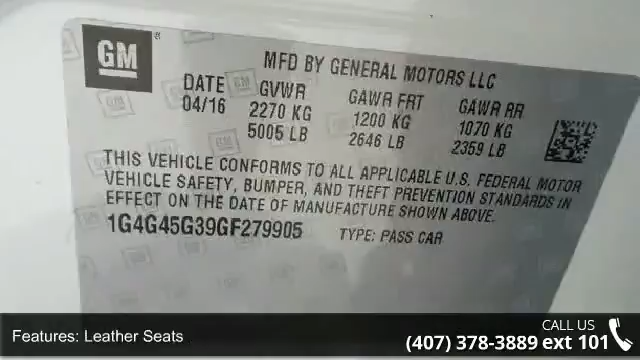 GM
MFD BY GENERAL MOTORS LLC
DATE GVWR GAWR FRT GAWR RR
04/16 2270 KG 1200 KG 1070 KG
5005 LB 2646 LB 2359 LB
THIS VEHICLE CONFORMS TO ALL APPLICABLE U.S. FEDERAL MOTOR
VEHICLE SAFETY, BUMPER, AND THEFT PREVENTION STANDARDS IN
EFFECT ON THE DATE OF MANUFACTURE SHOWN ABOVE.
1G4G45G39GF279905 TYPE: PASS CAR
Features: Leather Seats
CALL US
(407) 378-3889 ext 101